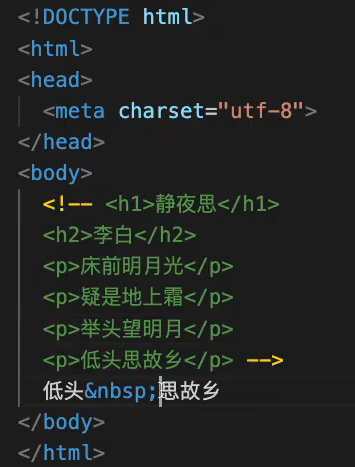 <!DOCTYPE html>
<html>
<head>
<meta charset="utf-8">
</head>
<body>
<!-- <h1>静夜思</h1>
<h2>李白</h2>
<p>床前明月光</p>
<p>疑是地上霜</p>
<p>举头望明月</p>
<p>低头思故乡</p> -->
低头&nbsp;思故乡
</body>
</html>